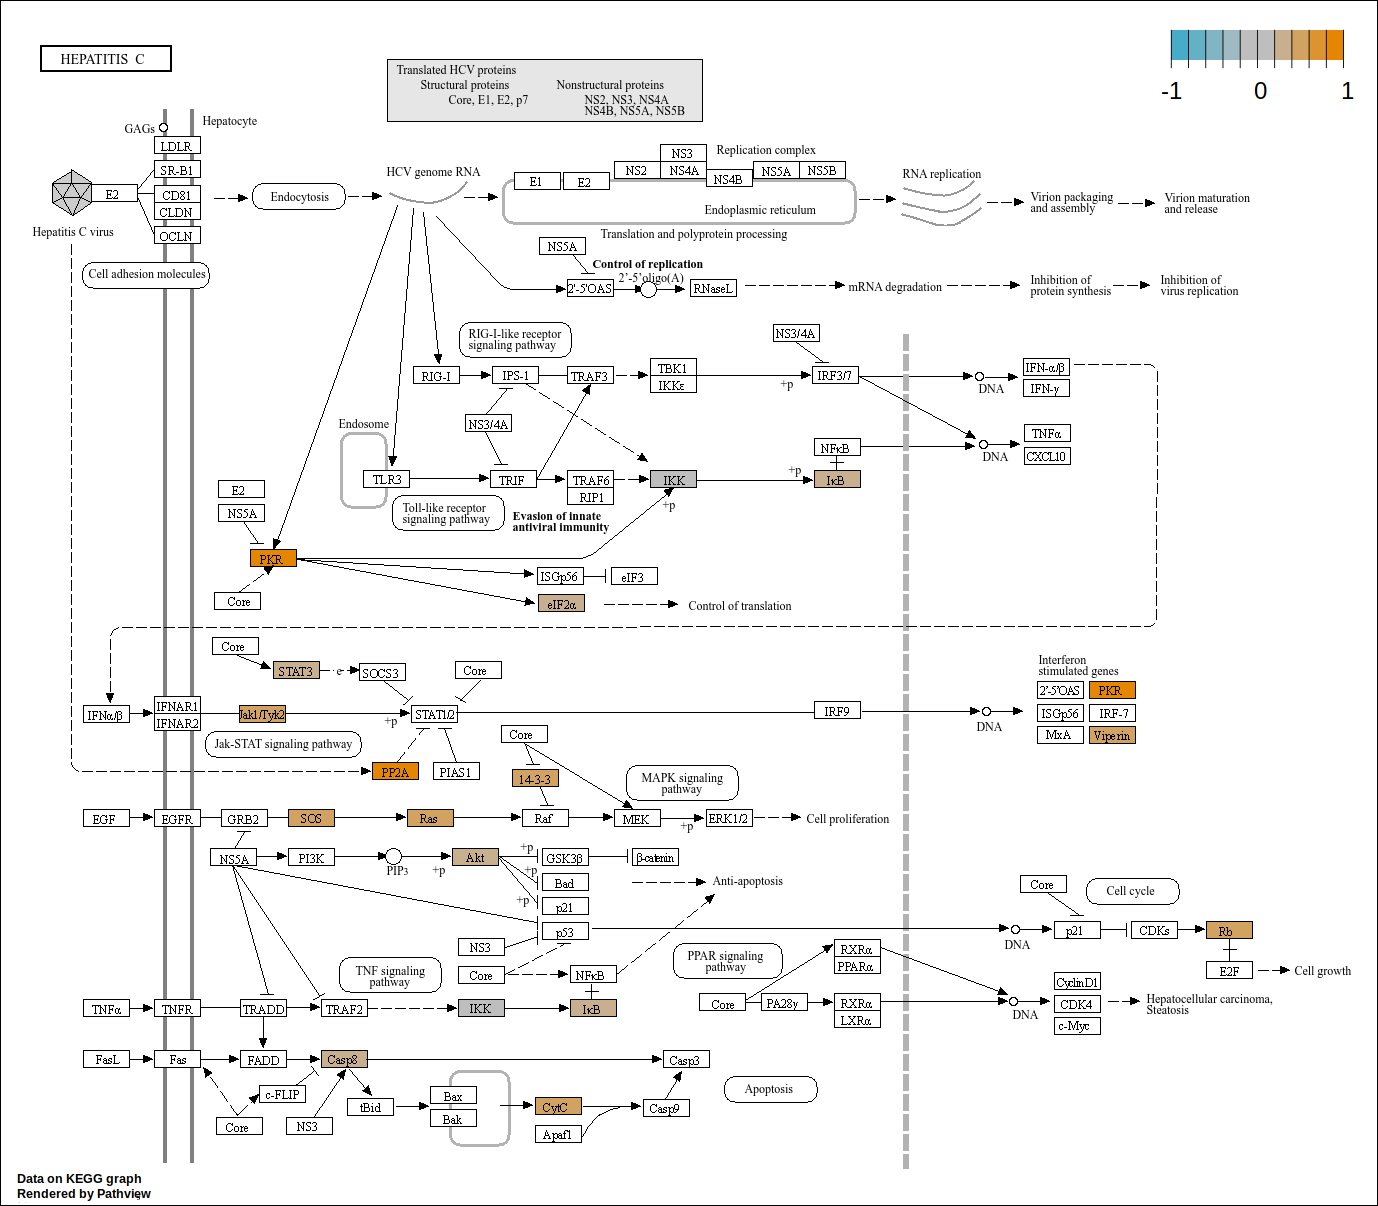 HEPATITIS C
-1 0 1
Translated HCV proteins
Structural proteins Nonstructural proteins
Core, E1, E2, p7 NS2, NS3, NS4A
NS4B, NS5A, NS5B
GAGs Hepatocyte
LDLR
SR-B1
CD81
CLDN
OCLN
E2
Hepatitis C virus
Cell adhesion molecules
Endocytosis
HCV genome RNA
E1 E2 NS2 NS3 NS4A NS4B NS5A NS5B
Replication complex
Endoplasmic reticulum
Translation and polyprotein processing
RNA replication
Virion packaging
and assembly
Virion maturation
and release
NS5A
Control of replication
2'-5'oligo(A)
2'-5'OAS RNaseL
mRNA degradation
Inhibition of
protein synthesis
Inhibition of
virus replication
RIG-I-like receptor
signaling pathway
NS3/4A
RIG-I IPS-1 TRAF3 TBK1
IKKε
+p
IRF3/7
DNA
IFN-α/β
IFN-γ
NS3/4A
Endosome
TLR3 TRIF TRAF6
RIP1
IKK
+p
NFκB
IκB
DNA
TNFα
CXCL10
Toll-like receptor
signaling pathway
Evasion of innate
antiviral immunity
+p
E2
NS5A
PKR
Core
ISGp56 eIF3
eIF2α
Control of translation
Core
STAT3 e SOCS3 Core
IFNα/β IFNAR1
IFNAR2
Jak1/Tyk2
+p
STAT1/2 IRF9
DNA
Interferon
stimulated genes
2'-5'OAS PKR
ISGp56 IRF-7
MxA Viperin
Jak-STAT signaling pathway
PP2A PIAS1
Core
14-3-3
MAPK signaling
pathway
EGF EGFR GRB2 SOS Ras Raf MEK
+p
ERK1/2
Cell proliferation
NS5A PI3K
PIP3
+p
Akt
+p
+p
+p
GSK3β β-catenin
Bad
p21
p53
Anti-apoptosis
NS3
Core NFκB
Core
Cell cycle
DNA
p21 CDKs Rb
E2F
Cell growth
TNF signaling
pathway
TNFα TNFR TRADD TRAF2 IKK IκB
PPAR signaling
pathway
Core PA28γ
RXRα
PPARα
RXRα
LXRα
DNA
CyclinD1
CDK4
c-Myc
Hepatocellular carcinoma,
Steatosis
FasL Fas FADD Casp8 Casp3
c-FLIP
Core NS3
tBid
Bax
Bak
CytC
Apaf1
Casp9
Apoptosis
Data on KEGG graph
Rendered by Pathview